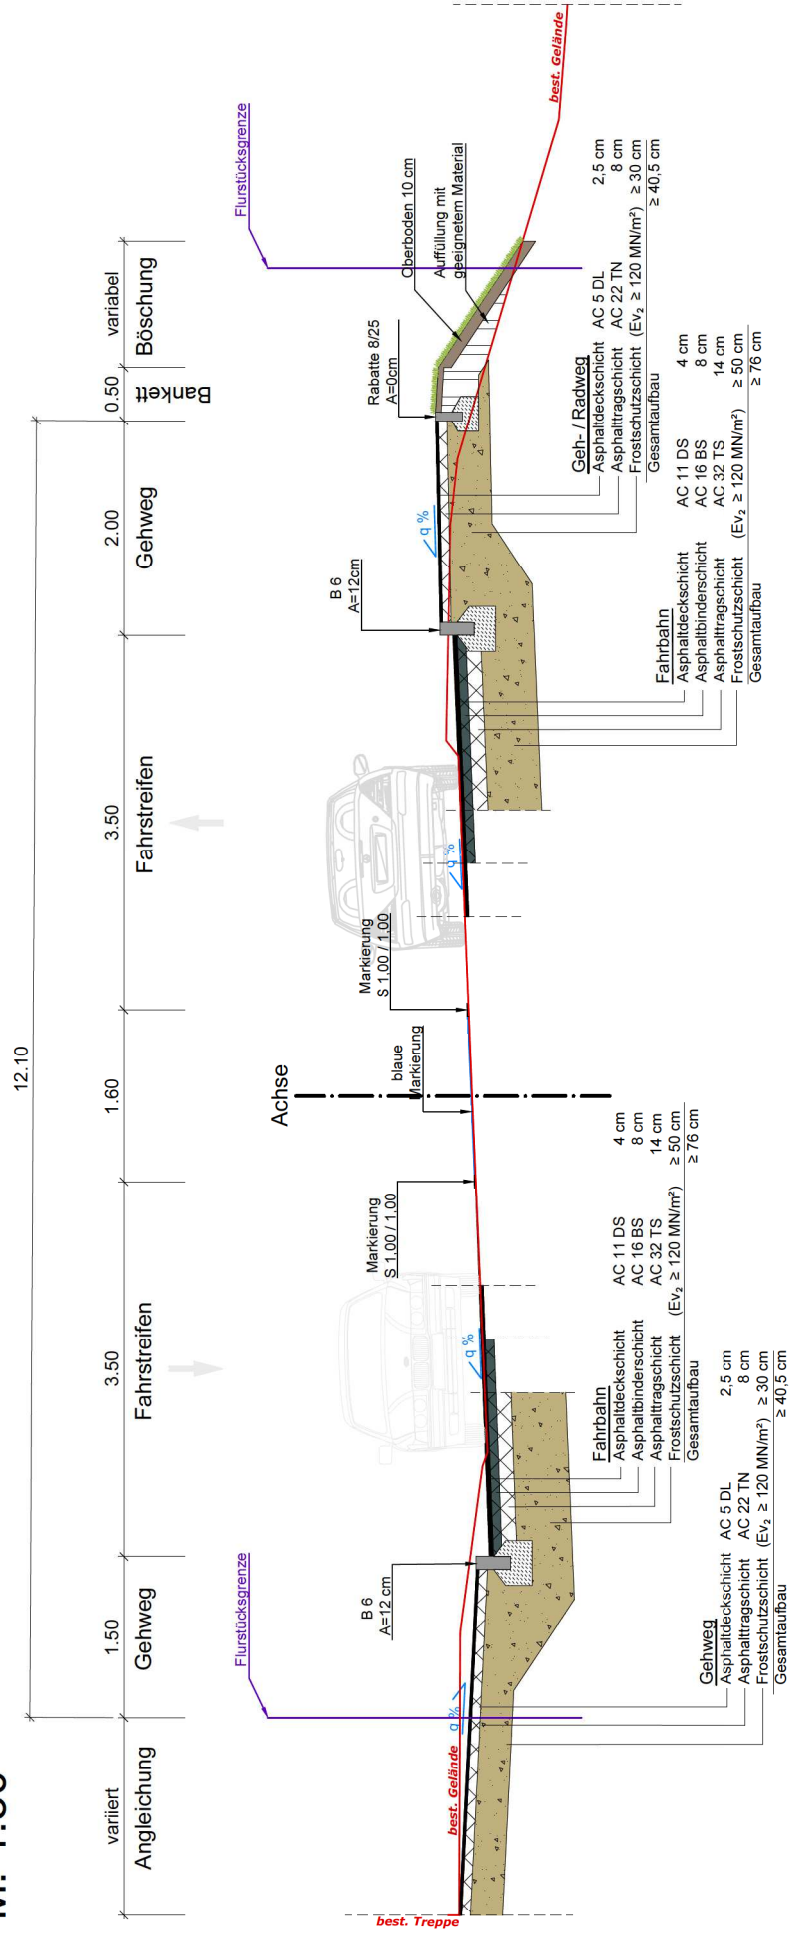 12.10
variiert
1.50
3.50
1.60
3.50
2.00
0.50
variabel
Angleichung
Gehweg
Fahrstreifen
Fahrstreifen
Gehweg
Bankett
Böschung
Flurstücksgrenze
Flurstücksgrenze
Achse
B 6
A=12 cm
Markierung
S 1.00 / 1.00
blaue
Markierung
Markierung
S 1.00 / 1.00
B 6
A=12cm
Rabatte 8/25
A=0cm
Oberboden 10 cm
Auffüllung mit
geeignetem Material
best. Treppe
best. Gelände
best. Gelände
q %
q %
q %
q %
Gehweg
Asphaltdeckschicht AC 5 DL 2,5 cm
Asphalttragschicht AC 22 TN 8 cm
Frostschutzschicht (Ev₂ ≥ 120 MN/m²) ≥ 30 cm
Gesamtaufbau ≥ 40,5 cm
Fahrbahn
Asphaltdeckschicht AC 11 DS 4 cm
Asphaltbinderschicht AC 16 BS 8 cm
Asphalttragschicht AC 32 TS 14 cm
Frostschutzschicht (Ev₂ ≥ 120 MN/m²) ≥ 50 cm
Gesamtaufbau ≥ 76 cm
Fahrbahn
Asphaltdeckschicht AC 11 DS 4 cm
Asphaltbinderschicht AC 16 BS 8 cm
Asphalttragschicht AC 32 TS 14 cm
Frostschutzschicht (Ev₂ ≥ 120 MN/m²) ≥ 50 cm
Gesamtaufbau ≥ 76 cm
Geh- / Radweg
Asphaltdeckschicht AC 5 DL 2,5 cm
Asphalttragschicht AC 22 TN 8 cm
Frostschutzschicht (Ev₂ ≥ 120 MN/m²) ≥ 30 cm
Gesamtaufbau ≥ 40,5 cm